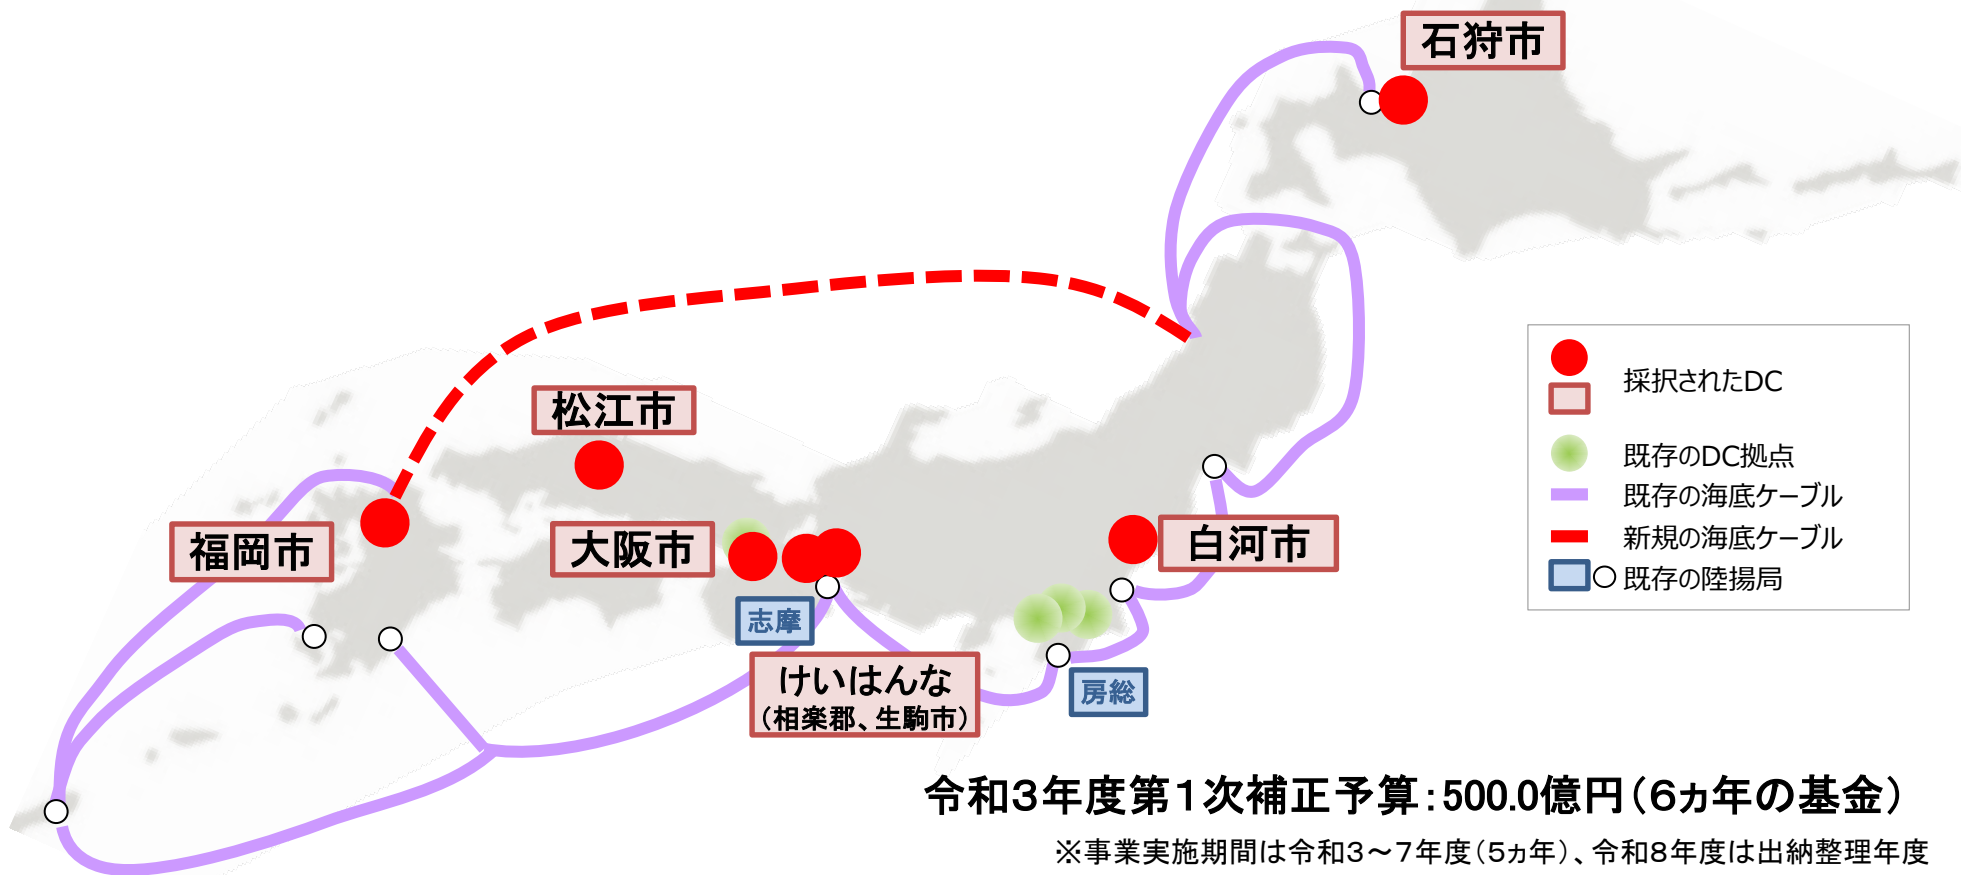 石狩市
松江市
福岡市
大阪市
白河市
志摩
けいはんな
（相楽郡、生駒市）
房総
採択されたDC
既存のDC拠点
既存の海底ケーブル
新規の海底ケーブル
既存の陸揚局
令和3年度第1次補正予算：500.0億円（6ヵ年の基金）
※事業実施期間は令和3～7年度（5ヵ年）、令和8年度は出納整理年度